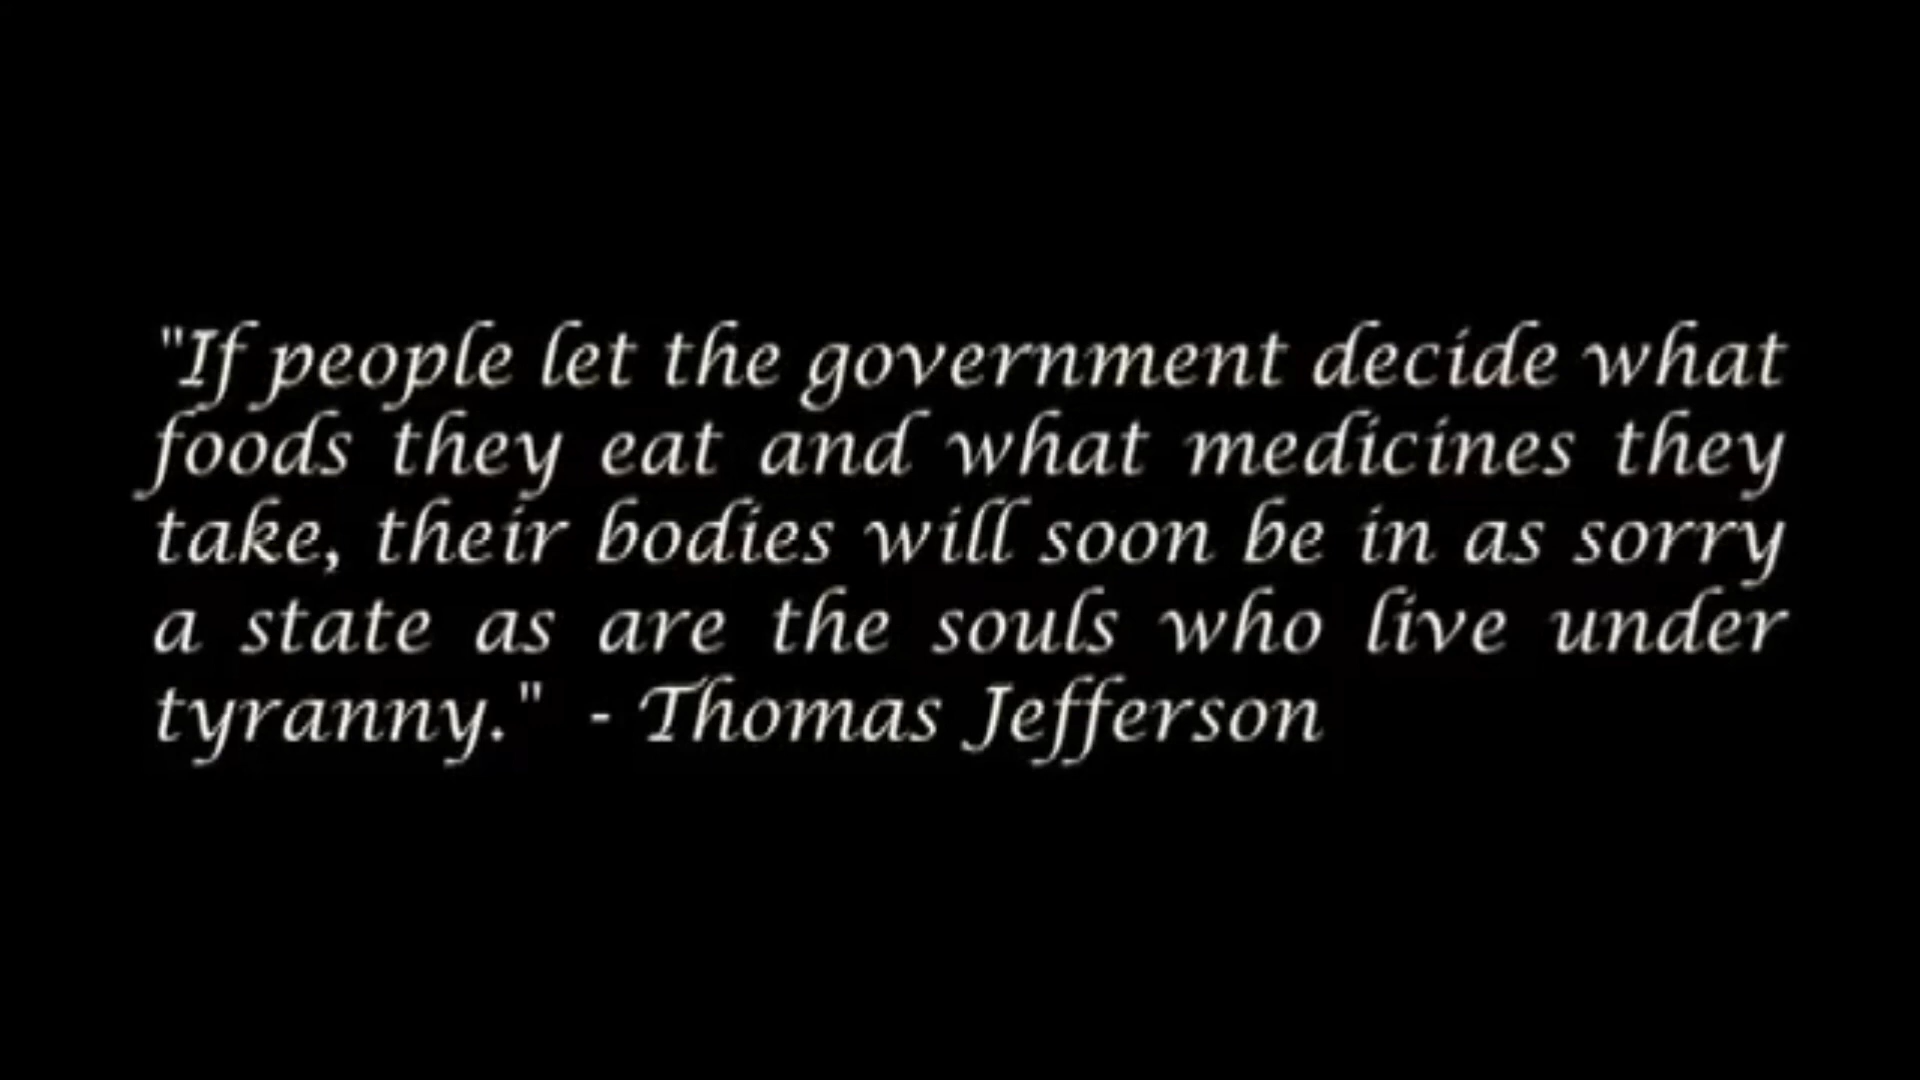 "If people let the government decide what
foods they eat and what medicines they
take, their bodies will soon be in as sorry
a state as are the souls who live under
tyranny." - Thomas Jefferson